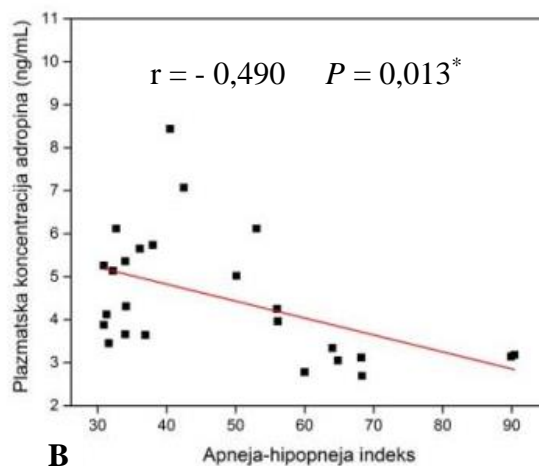 r = - 0,490 P = 0,013*
Plazmatska koncentracija adropina (ng/mL)
11
10
9
8
7
6
5
4
3
2
30 40 50 60 70 80 90
B Apneja-hipopneja indeks